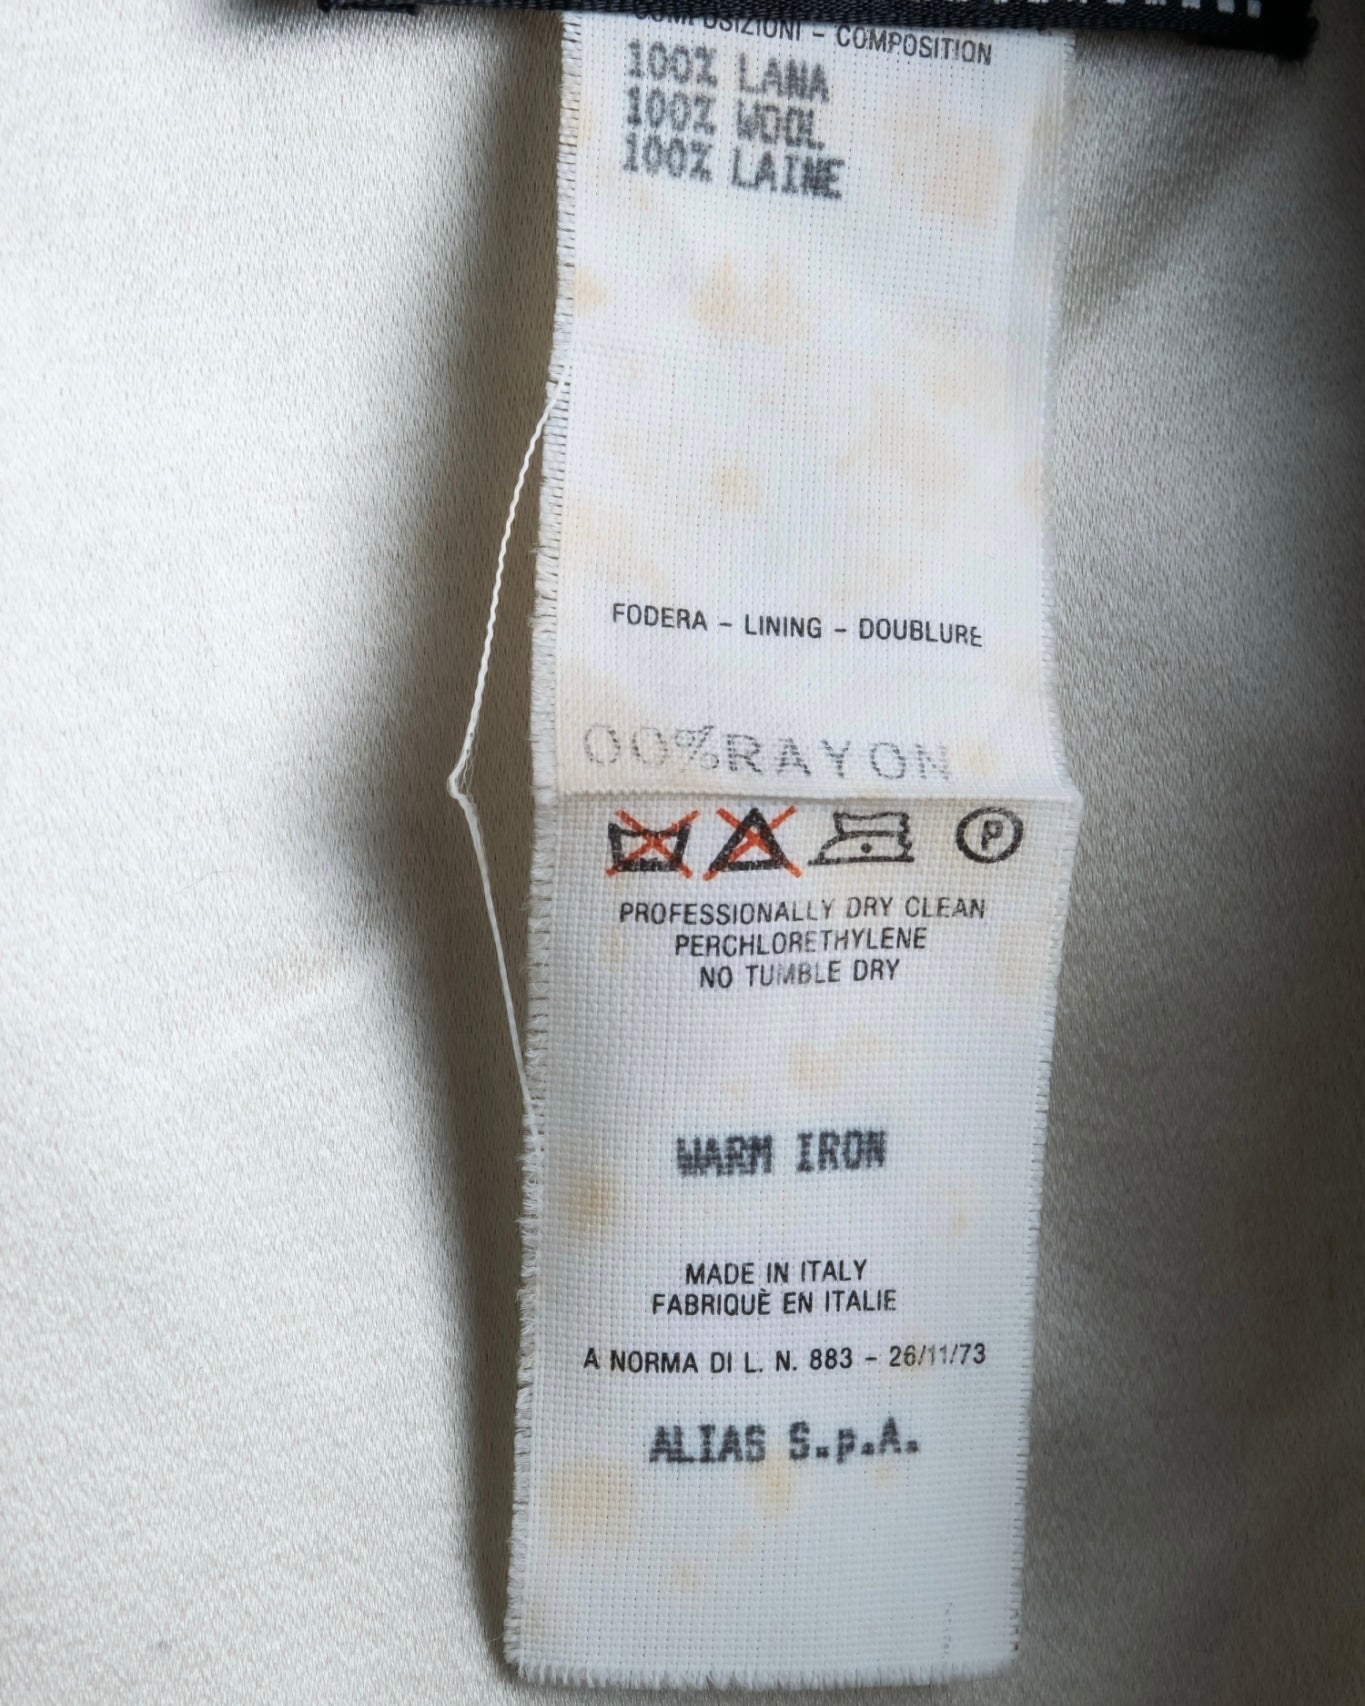 COMPOSIZIONI - COMPOSITION
100% LANA
100% WOOL
100% LAINE
FODERA - LINING - DOUBLURE
00%RAYON
P
PROFESSIONALLY DRY CLEAN
PERCHLORETHYLENE
NO TUMBLE DRY
WARM IRON
MADE IN ITALY
FABRIQUÈ EN ITALIE
A NORMA DI L. N. 883 - 26/11/73
ALIAS S.p.A.